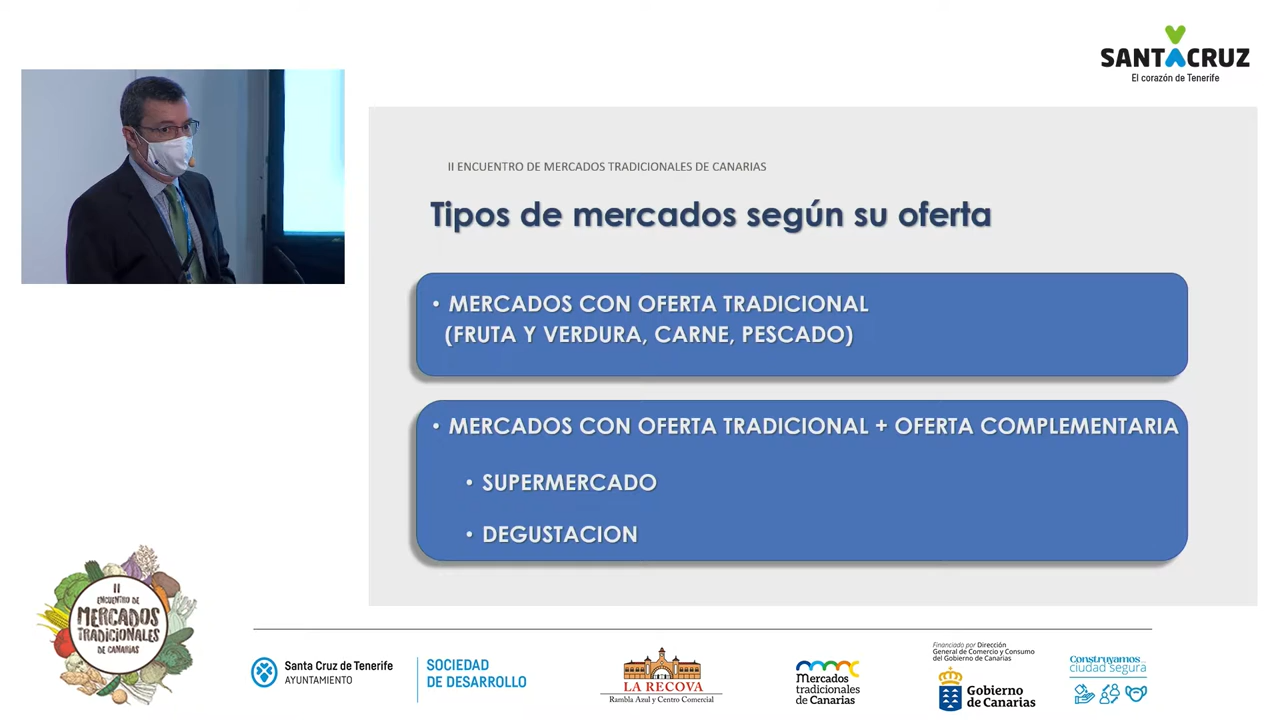 SANTACRUZ
El corazón de Tenerife
II ENCUENTRO DE MERCADOS TRADICIONALES DE CANARIAS
Tipos de mercados según su oferta
• MERCADOS CON OFERTA TRADICIONAL
(FRUTA Y VERDURA, CARNE, PESCADO)
• MERCADOS CON OFERTA TRADICIONAL + OFERTA COMPLEMENTARIA
• SUPERMERCADO
• DEGUSTACION
II
ENCUENTRO DE
MERCADOS
TRADICIONALES
DE CANARIAS
Santa Cruz de Tenerife
AYUNTAMIENTO
SOCIEDAD
DE DESARROLLO
LA RECOVA
Rambla Azul y Centro Comercial
Mercados
tradicionales
de Canarias
Financiado por Dirección
General de Comercio y Consumo
del Gobierno de Canarias
Gobierno
de Canarias
Construyamos...
ciudad segura